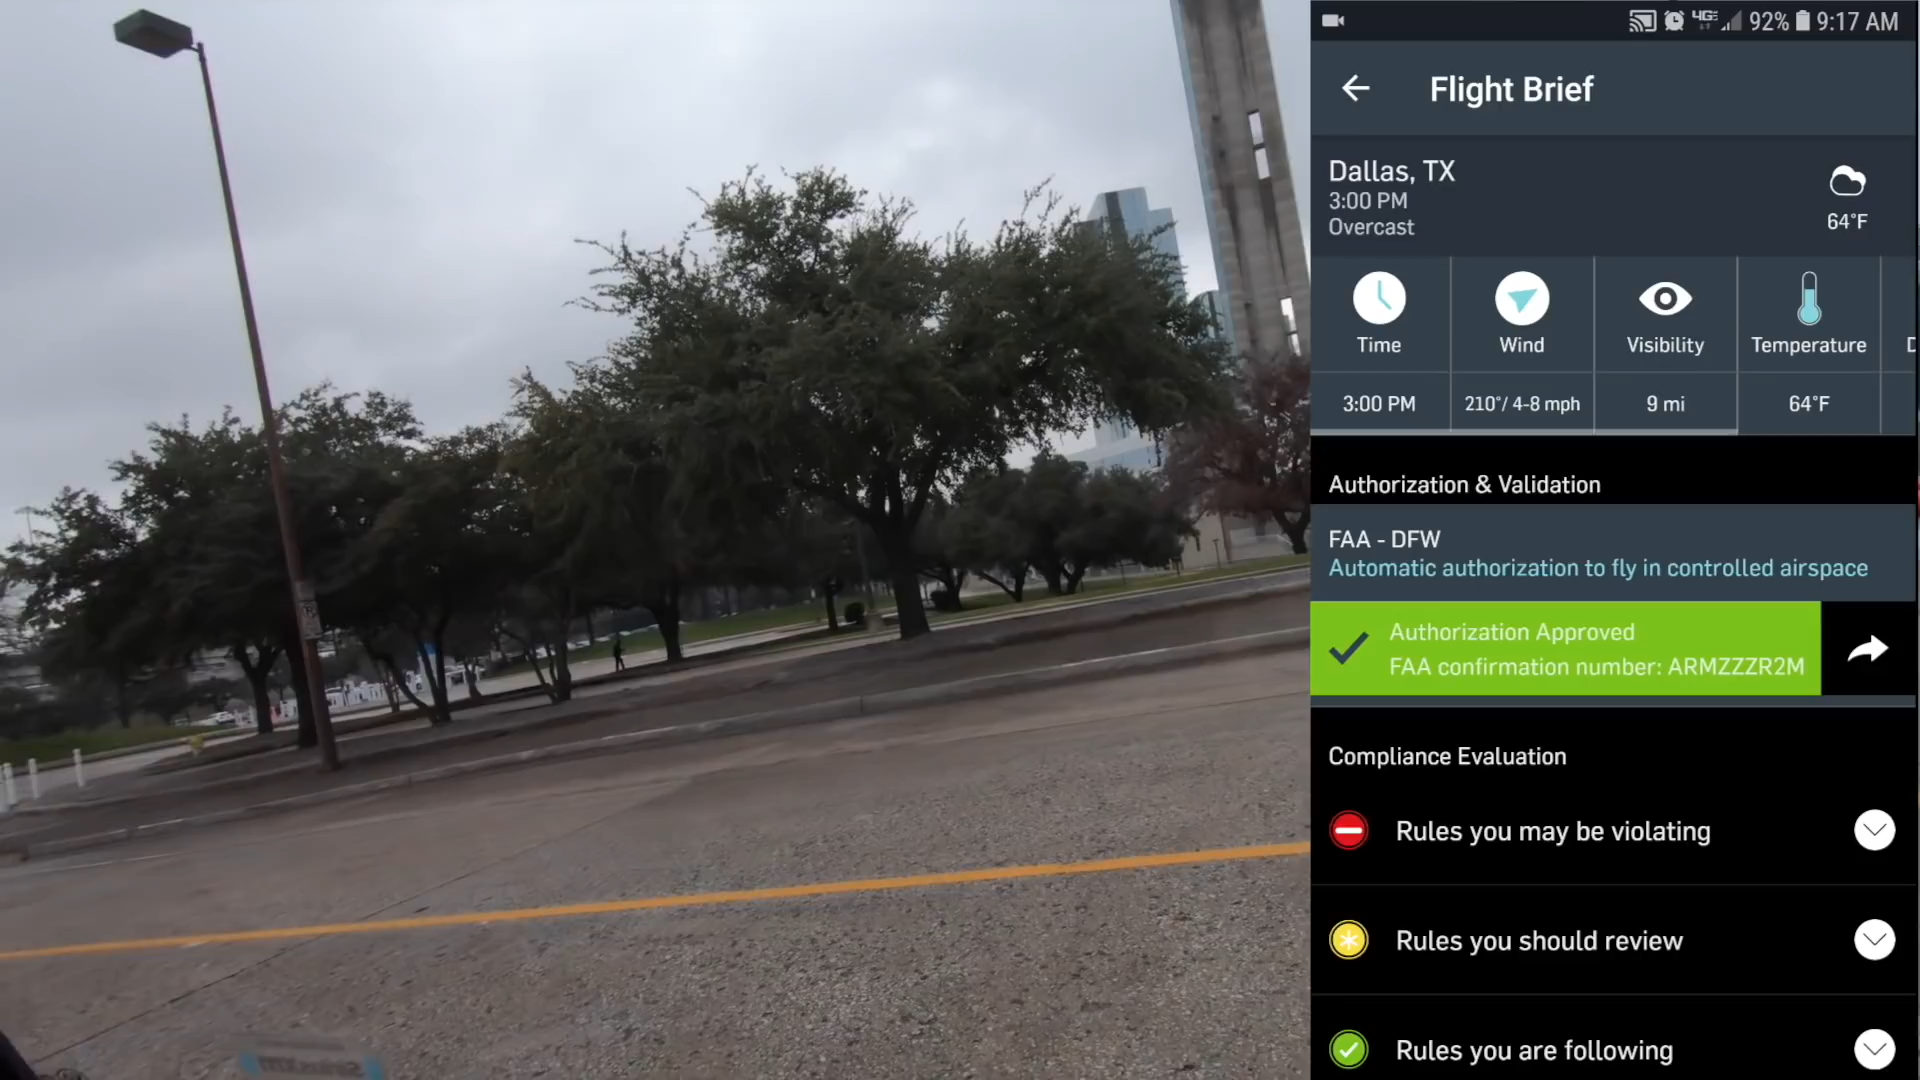 92% 9:17 AM
Flight Brief
Dallas, TX
3:00 PM
Overcast
64°F
Time Wind Visibility Temperature D
3:00 PM 210°/ 4-8 mph 9 mi 64°F
Authorization & Validation
FAA - DFW
Automatic authorization to fly in controlled airspace
Authorization Approved
FAA confirmation number: ARMZZZR2M
Compliance Evaluation
Rules you may be violating
Rules you should review
Rules you are following